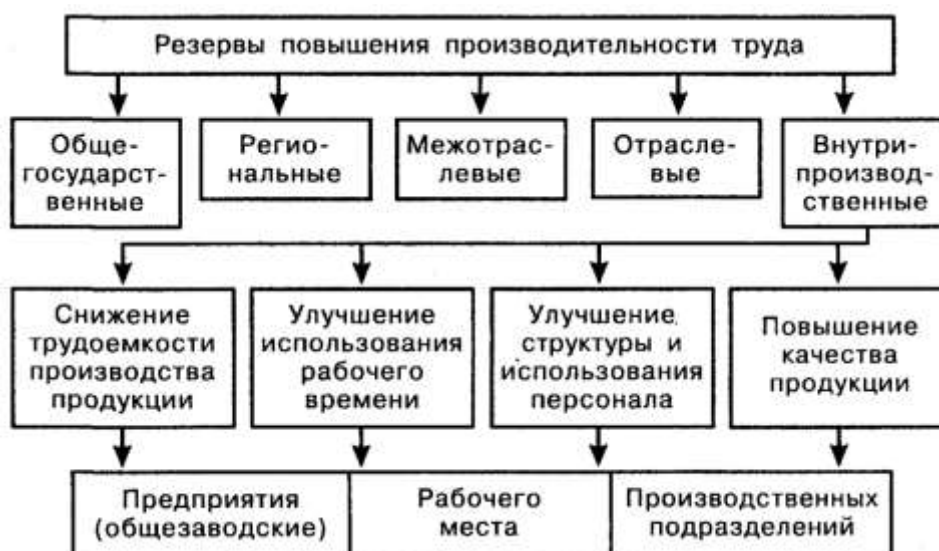 Резервы повышения производительности труда
Обще-
государст-
венные
Регио-
нальные
Межотрас-
левые
Отрасле-
вые
Внутри-
производ-
ственные
Снижение
трудоемкости
производства
продукции
Улучшение
использования
рабочего
времени
Улучшение
структуры и
использования
персонала
Повышение
качества
продукции
Предприятия
(общезаводские)
Рабочего
места
Производственных
подразделений